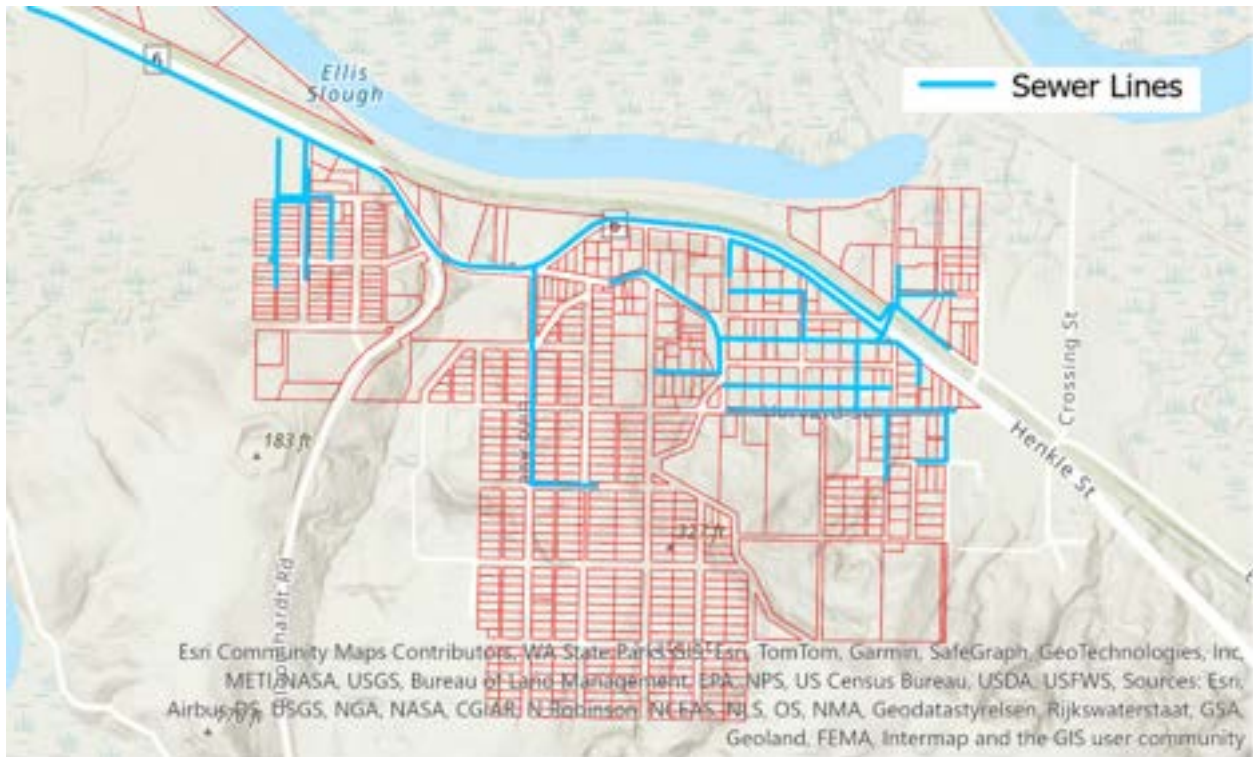 6
Ellis
Slough
Sewer Lines
Crossing St
183 ft
Henkle St
327 ft
Rd
Esri Community Maps Contributors, WA State Parks GIS, Esri, TomTom, Garmin, SafeGraph, GeoTechnologies, Inc,
METI/NASA, USGS, Bureau of Land Management, EPA, NPS, US Census Bureau, USDA, USFWS, Sources: Esri,
Airbus DS, USGS, NGA, NASA, CGIAR, N Robinson, NCEAS, NLS, OS, NMA, Geodatastyrelsen, Rijkswaterstaat, GSA,
Geoland, FEMA, Intermap and the GIS user community